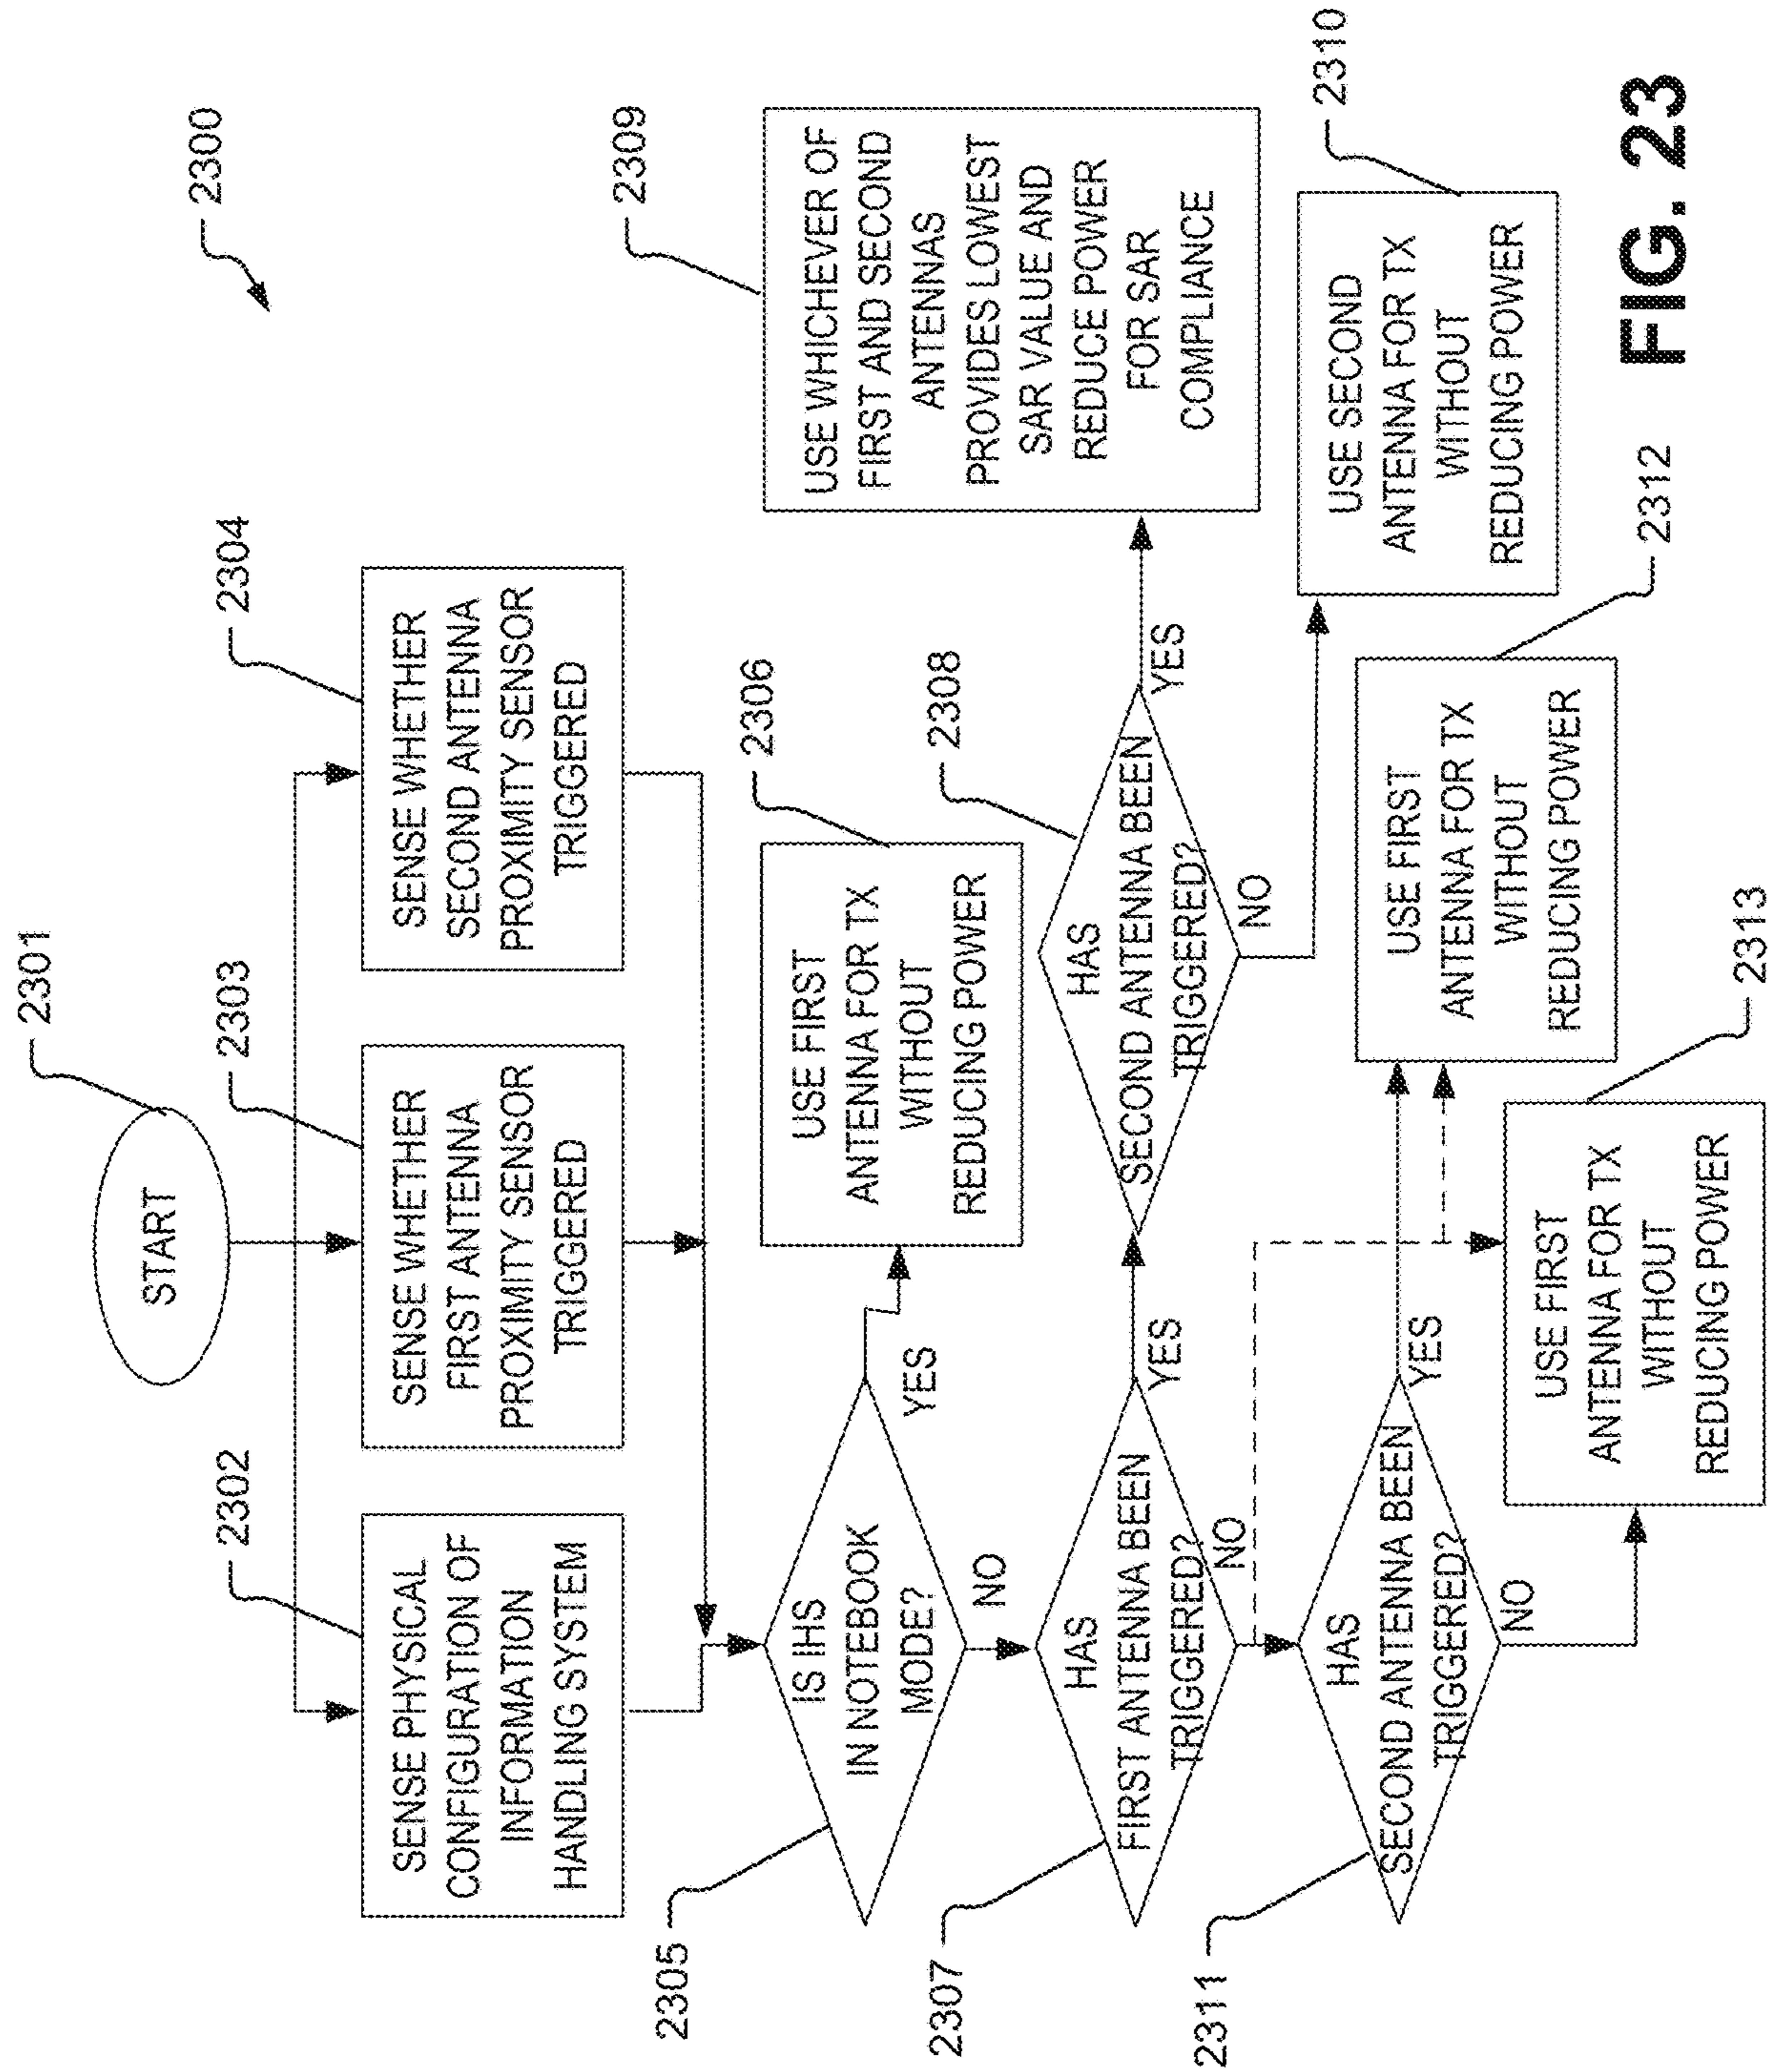 2300
2301
START
2302
SENSE PHYSICAL
CONFIGURATION OF
INFORMATION
HANDLING SYSTEM
2303
SENSE WHETHER
FIRST ANTENNA
PROXIMITY SENSOR
TRIGGERED
2304
SENSE WHETHER
SECOND ANTENNA
PROXIMITY SENSOR
TRIGGERED
2305
IS IHS
IN NOTEBOOK
MODE?
YES
NO
2306
USE FIRST
ANTENNA FOR TX
WITHOUT
REDUCING POWER
2307
HAS
FIRST ANTENNA BEEN
TRIGGERED?
YES
NO
2308
HAS
SECOND ANTENNA BEEN
TRIGGERED?
YES
NO
2309
USE WHICHEVER OF
FIRST AND SECOND
ANTENNAS
PROVIDES LOWEST
SAR VALUE AND
REDUCE POWER
FOR SAR
COMPLIANCE
2310
USE SECOND
ANTENNA FOR TX
WITHOUT
REDUCING POWER
2311
HAS
SECOND ANTENNA BEEN
TRIGGERED?
YES
NO
2312
USE FIRST
ANTENNA FOR TX
WITHOUT
REDUCING POWER
2313
USE FIRST
ANTENNA FOR TX
WITHOUT
REDUCING POWER
FIG. 23